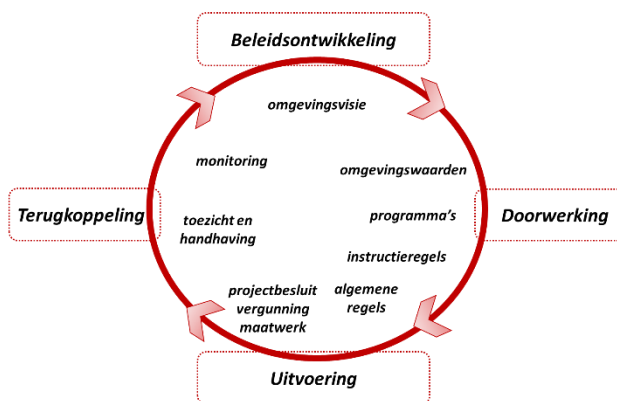 Beleidsontwikkeling
omgevingsvisie
monitoring
omgevingswaarden
Terugkoppeling
toezicht en
handhaving
programma's
Doorwerking
instructieregels
projectbesluit
vergunning
maatwerk
algemene
regels
Uitvoering